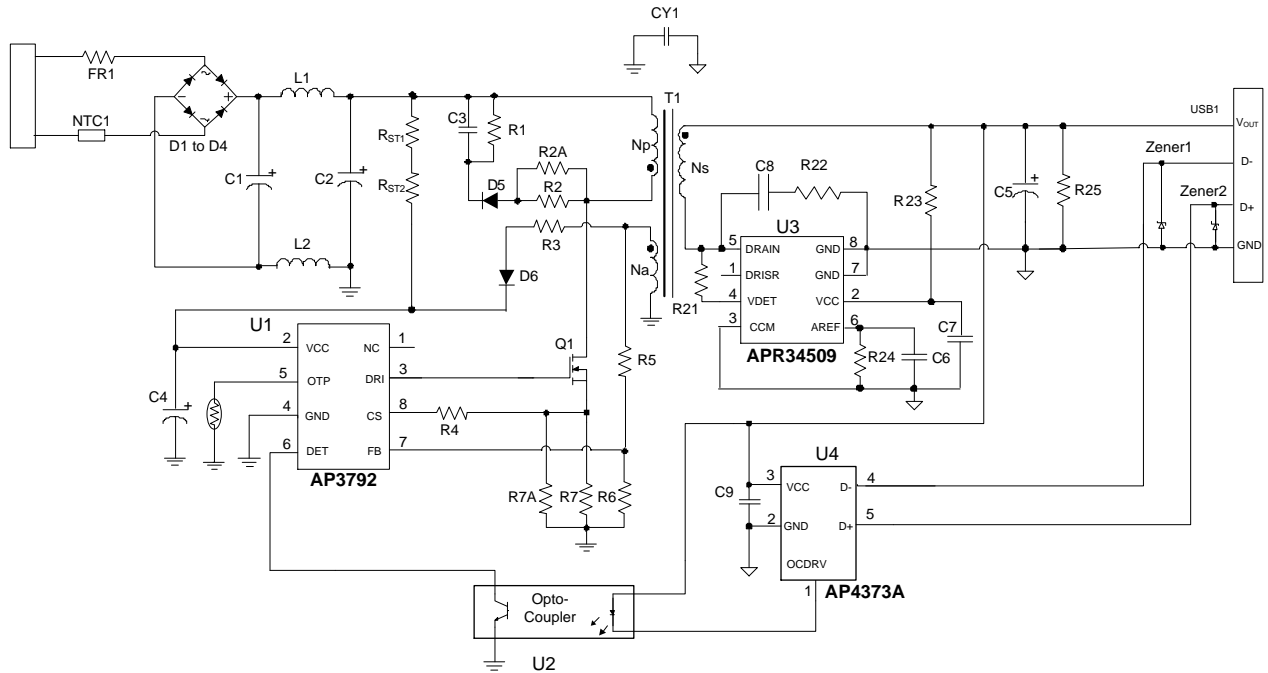 CY1
FR1
L1
T1
USB1
VOUT
NTC1
D1 to D4
C3
R1
Np
Ns
Zener1
D-
RST1
R2A
C8
R22
C1
C2
RST2
D5
R2
R23
C5
R25
Zener2
D+
L2
R3
U3
GND
Na
D6
5 DRAIN GND 8
1 DRISR GND 7
R21
4 VDET VCC 2
3 CCM AREF 6
C7
R24
C6
APR34509
U1
Q1
R5
2 VCC NC 1
5 OTP DRI 3
4 GND CS 8
6 DET FB 7
C4
R4
AP3792
R7A
R7
R6
U4
3 VCC D- 4
C9
2 GND D+ 5
OCDRV
1
AP4373A
Opto-
Coupler
U2